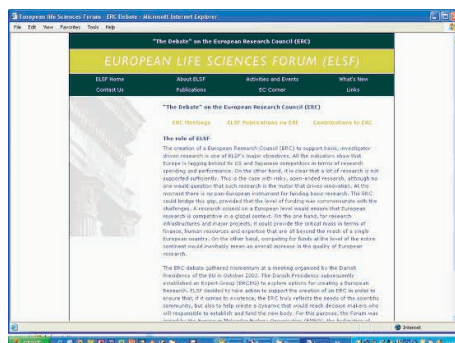 European Life Sciences Forum - ERC Debate - Microsoft Internet Explorer
File Edit View Favorites Tools Help
"The Debate" on the European Research Council (ERC)
EUROPEAN LIFE SCIENCES FORUM (ELSF)
ELSF Home About ELSF Activities and Events What's New
Contact Us Publications EC Corner Links
"The Debate" on the European Research Council (ERC)
ERC Meetings ELSF Publications on ERC Contributions to ERC
The role of ELSF
The creation of a European Research Council (ERC) to support basic, investigator
driven research is one of ELSF's major objectives. All the indicators show that
Europe is lagging behind its US and Japanese competitors in terms of research
spending and performance. On the other hand, it is clear that a lot of research is not
supported sufficiently. This is the case with risky, open-ended research, although no
one would question that such research is the motor that drives innovation. At the
moment there is no pan-European instrument for funding basic research. The ERC
could bridge this gap, provided that the level of funding was commensurate with the
challenges. A research council on a European level would ensure that European
research is competitive in a global context. On the one hand, for research
infrastructures and major projects, it could provide the critical mass in terms of
finance, human resources and expertise that are all beyond the reach of a single
European country. On the other hand, competing for funds at the level of the entire
continent would inevitably mean an overall increase in the quality of European
research.
The ERC debate gathered momentum at a meeting organised by the Danish
Presidency of the EU in October 2002. The Danish Presidency subsequently
established an Expert Group (ERCEG) to explore options for creating a European
Research. ELSF decided to take action to support the creation of an ERC in order to
ensure that, if it comes to existence, the ERC truly reflects the needs of the scientific
community, but also to help create a dynamic that would reach decision makers who
will responsible to establish and fund the new body. For this purpose, the Forum was
Internet